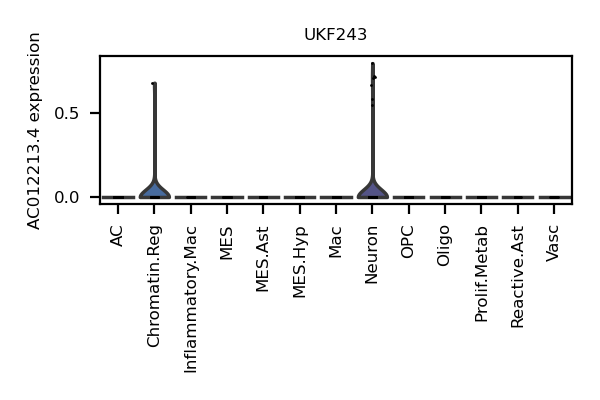 UKF243
AC012213.4 expression
0.5
0.0
AC
Chromatin.Reg
Inflammatory.Mac
MES
MES.Ast
MES.Hyp
Mac
Neuron
OPC
Oligo
Prolif.Metab
Reactive.Ast
Vasc